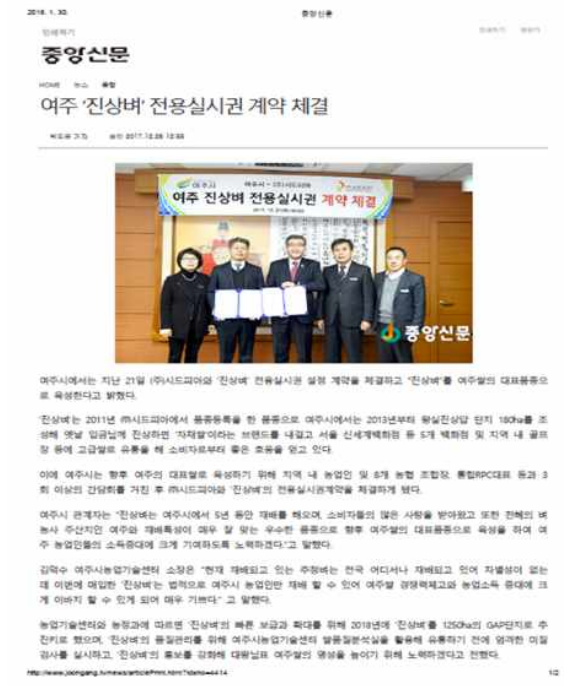 2018. 1. 30.
중앙신문
인쇄하기
중앙신문
HOME 뉴스 종합
여주 '진상벼' 전용실시권 계약 체결
승인 2017.12.26
여주시
여주 진상벼 전용실시권 계약 체결
중앙신문
여주시에서는 지난 21일 (주)시드피아와 '진상벼' 전용실시권 설정 계약을 체결하고 "진상벼"를 여주쌀의 대표품종으
로 육성한다고 밝혔다.
'진상벼'는 2011년 ㈜시드피아에서 품종등록을 한 품종으로 여주시에서는 2013년부터 왕실진상답 단지 180ha를 조
성해 옛날 임금님께 진상하면 '자채쌀'이라는 브랜드를 내걸고 서울 신세계백화점 등 5개 백화점 및 지역 내 골프
장 등에 고급쌀로 유통을 해 소비자로부터 좋은 호응을 얻고 있다.
이에 여주시는 향후 여주의 대표쌀로 육성하기 위해 지역 내 농업인 및 8개 농협 조합장, 통합RPC대표 등과 3
회 이상의 간담회를 거친 후 ㈜시드피아와 '진상벼'의 전용실시권계약을 체결하게 됐다.
여주시 관계자는 "진상벼는 여주시에서 5년 동안 재배를 해오며, 소비자들의 많은 사랑을 받아왔고 또한 천혜의 벼
농사 주산지인 여주와 재배특성이 매우 잘 맞는 우수한 품종으로 향후 여주쌀의 대표품종으로 육성을 하여 여
주 농업인들의 소득증대에 크게 기여하도록 노력하겠다."고 말했다.
김덕수 여주시농업기술센터 소장은 "현재 재배되고 있는 추청벼는 전국 어디서나 재배되고 있어 차별성이 없는
데 이번에 매입한 '진상벼'는 법적으로 여주시 농업인만 재배 할 수 있어 여주쌀 경쟁력제고와 농업소득 증대에 크
게 이바지 할 수 있게 되어 매우 기쁘다." 고 말했다.
농업기술센터와 농정과에 따르면 '진상벼'의 빠른 보급과 확대를 위해 2018년에 '진상벼'를 1250ha의 GAP단지로 추
진키로 했으며, '진상벼'의 품질관리를 위해 여주시농업기술센터 쌀품질분석실을 활용해 유통하기 전에 엄격한 미질
검사를 실시하고, '진상벼'의 홍보를 강화해 대왕님표 여주쌀의 명성을 높이기 위해 노력하겠다고 전했다.
1/2